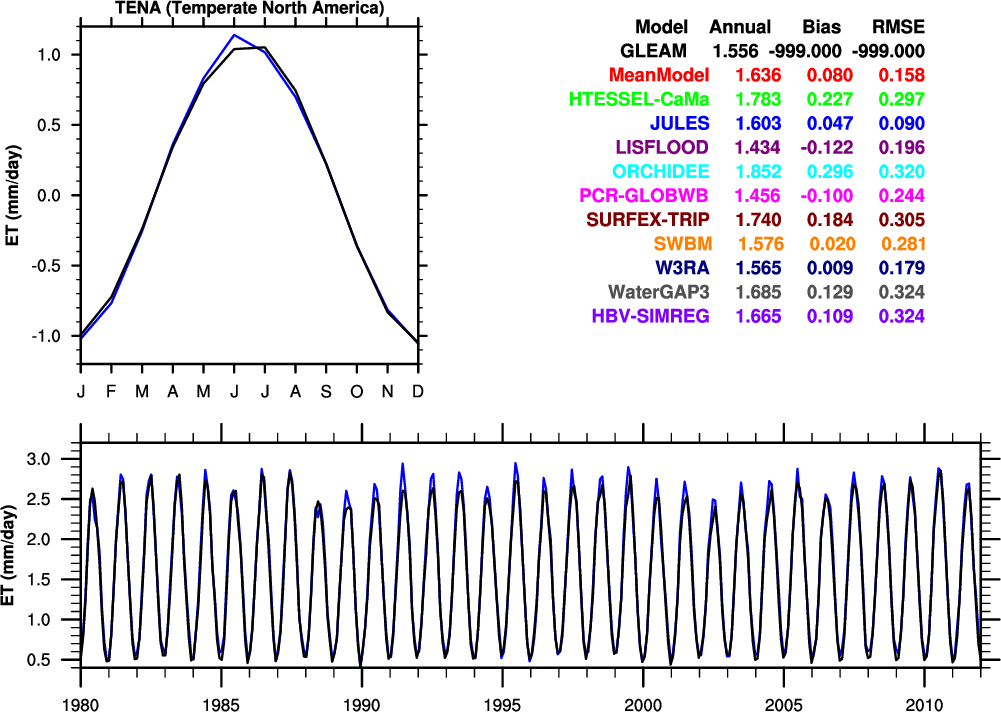 TENA (Temperate North America)
1.0
0.5
0.0
-0.5
-1.0
ET (mm/day)
J F M A M J J A S O N D
Model Annual Bias RMSE
GLEAM 1.556 -999.000 -999.000
MeanModel 1.636 0.080 0.158
HTESSEL-CaMa 1.783 0.227 0.297
JULES 1.603 0.047 0.090
LISFLOOD 1.434 -0.122 0.196
ORCHIDEE 1.852 0.296 0.320
PCR-GLOBWB 1.456 -0.100 0.244
SURFEX-TRIP 1.740 0.184 0.305
SWBM 1.576 0.020 0.281
W3RA 1.565 0.009 0.179
WaterGAP3 1.685 0.129 0.324
HBV-SIMREG 1.665 0.109 0.324
3.0
2.5
2.0
1.5
1.0
0.5
ET (mm/day)
1980 1985 1990 1995 2000 2005 2010